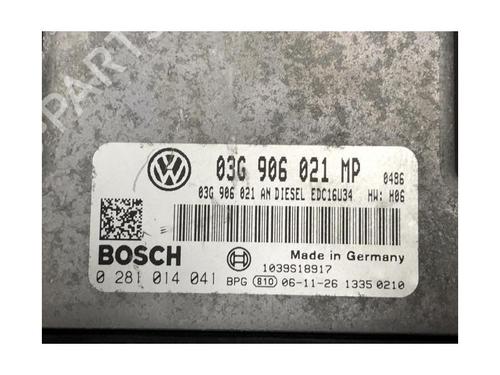 03G 906 021 MP 0486
03G 906 021 AN DIESEL EDC16U34 HW: H06
BOSCH
Made in Germany
1039S18917
0 281 014 041 BPG 810 06-11-26 1335 0210